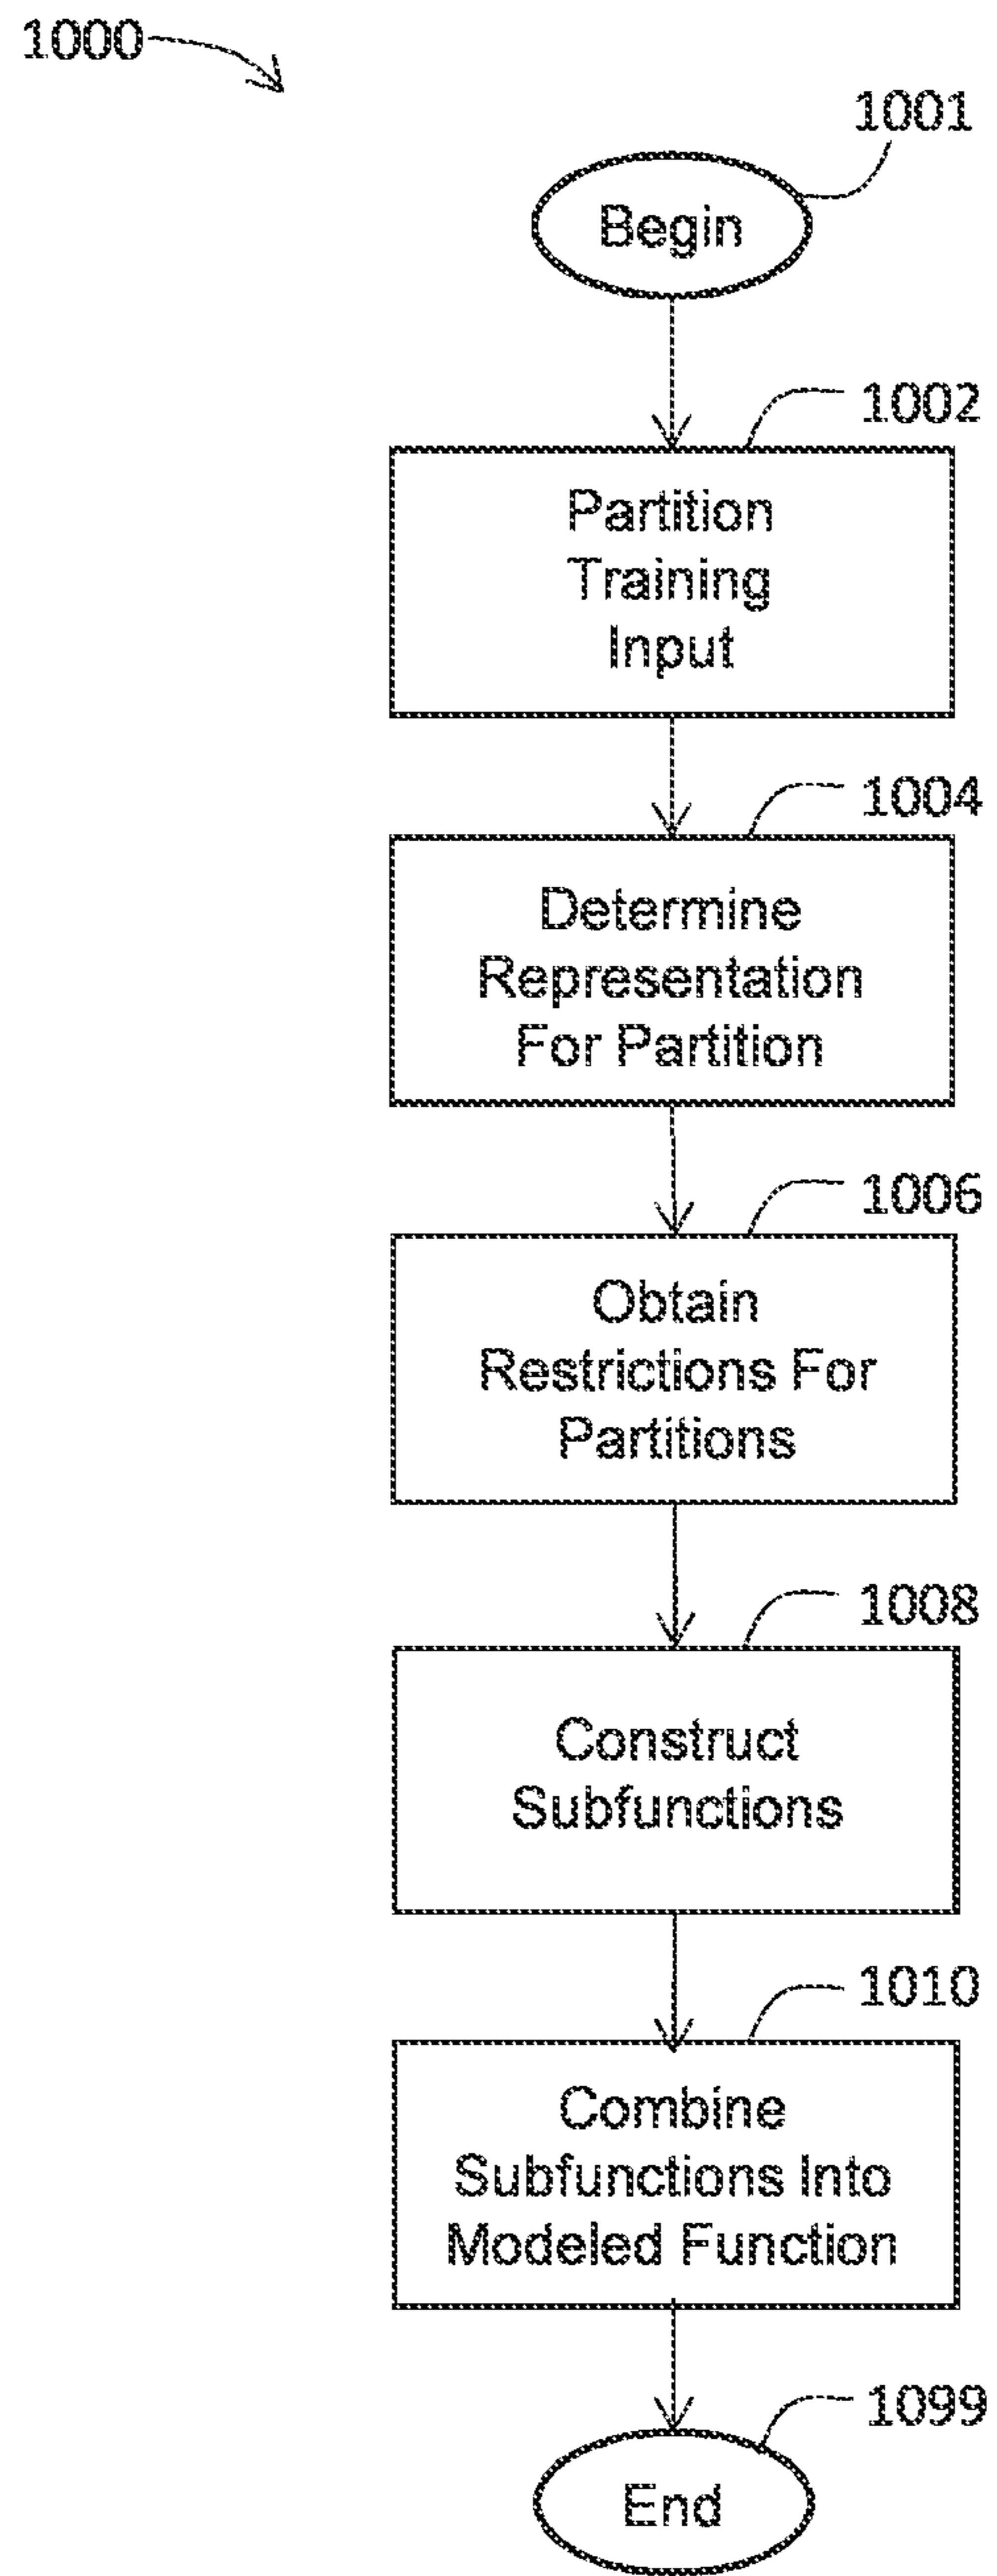 1000
1001
Begin
1002
Partition
Training
Input
1004
Determine
Representation
For Partition
1006
Obtain
Restrictions For
Partitions
1008
Construct
Subfunctions
1010
Combine
Subfunctions Into
Modeled Function
1099
End